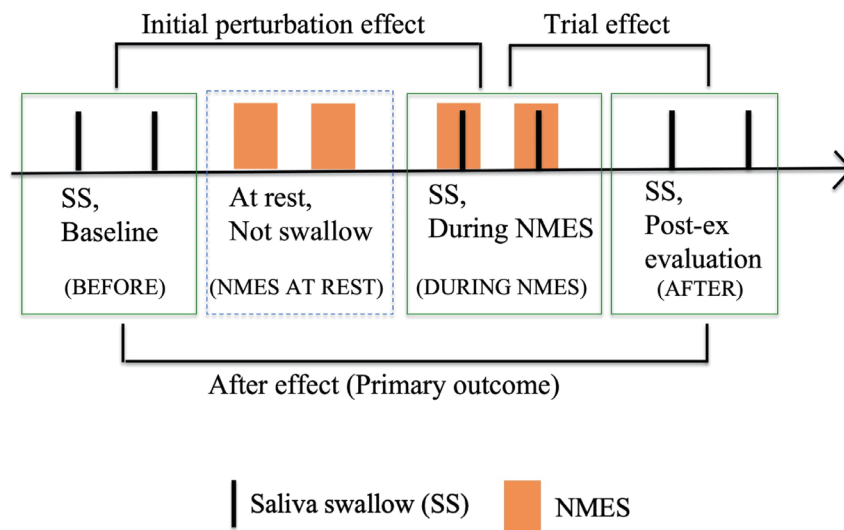 Initial perturbation effect
Trial effect
SS,
Baseline
(BEFORE)
At rest,
Not swallow
(NMES AT REST)
SS,
During NMES
(DURING NMES)
SS,
Post-ex
evaluation
(AFTER)
After effect (Primary outcome)
Saliva swallow (SS)
NMES